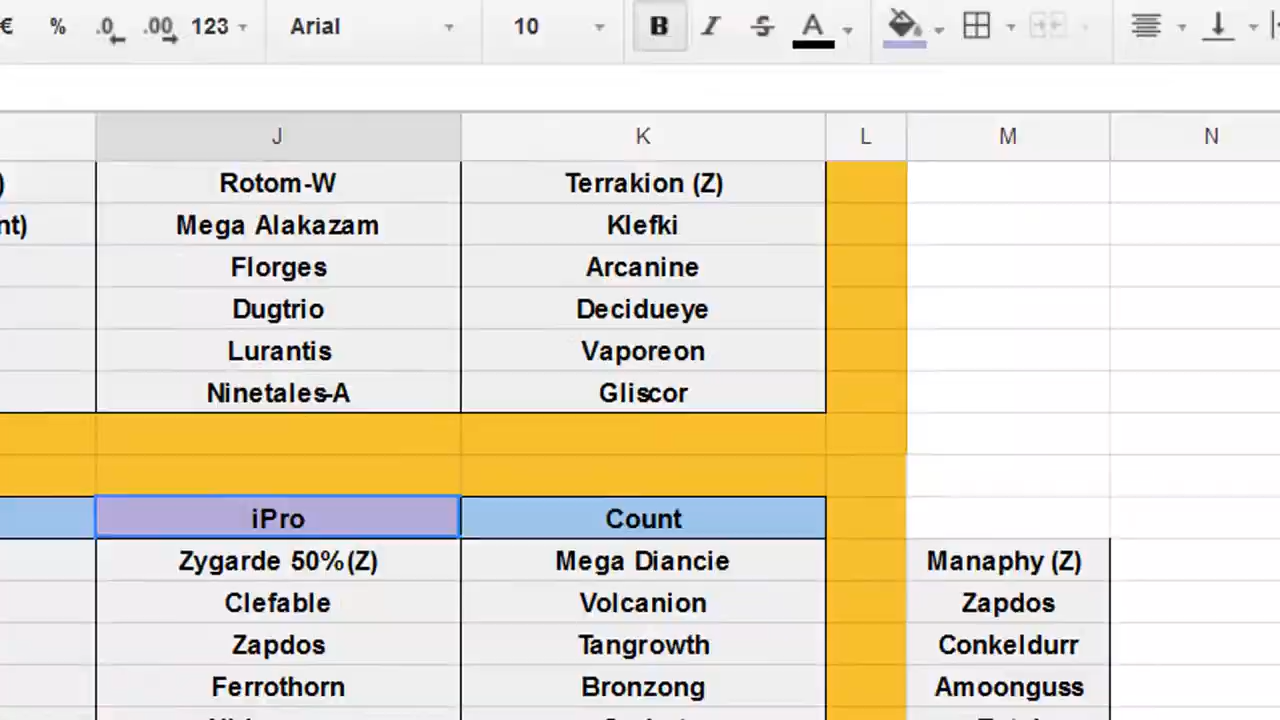 € % .0 .00 123 Arial 10 B I S A
J K L M N
) Rotom-W Terrakion (Z)
nt) Mega Alakazam Klefki
Florges Arcanine
Dugtrio Decidueye
Lurantis Vaporeon
Ninetales-A Gliscor
iPro Count
Zygarde 50%(Z) Mega Diancie Manaphy (Z)
Clefable Volcanion Zapdos
Zapdos Tangrowth Conkeldurr
Ferrothorn Bronzong Amoonguss